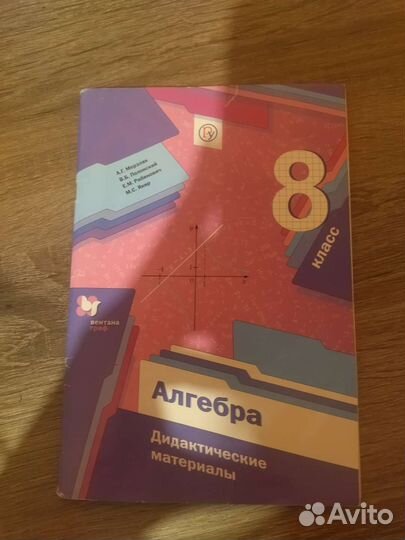 А.Г. Мерзляк
В.Б. Полонский
Е.М. Рабинович
М.С. Якир
8
класс
вентана
граф
Алгебра
Дидактические
материалы
Avito